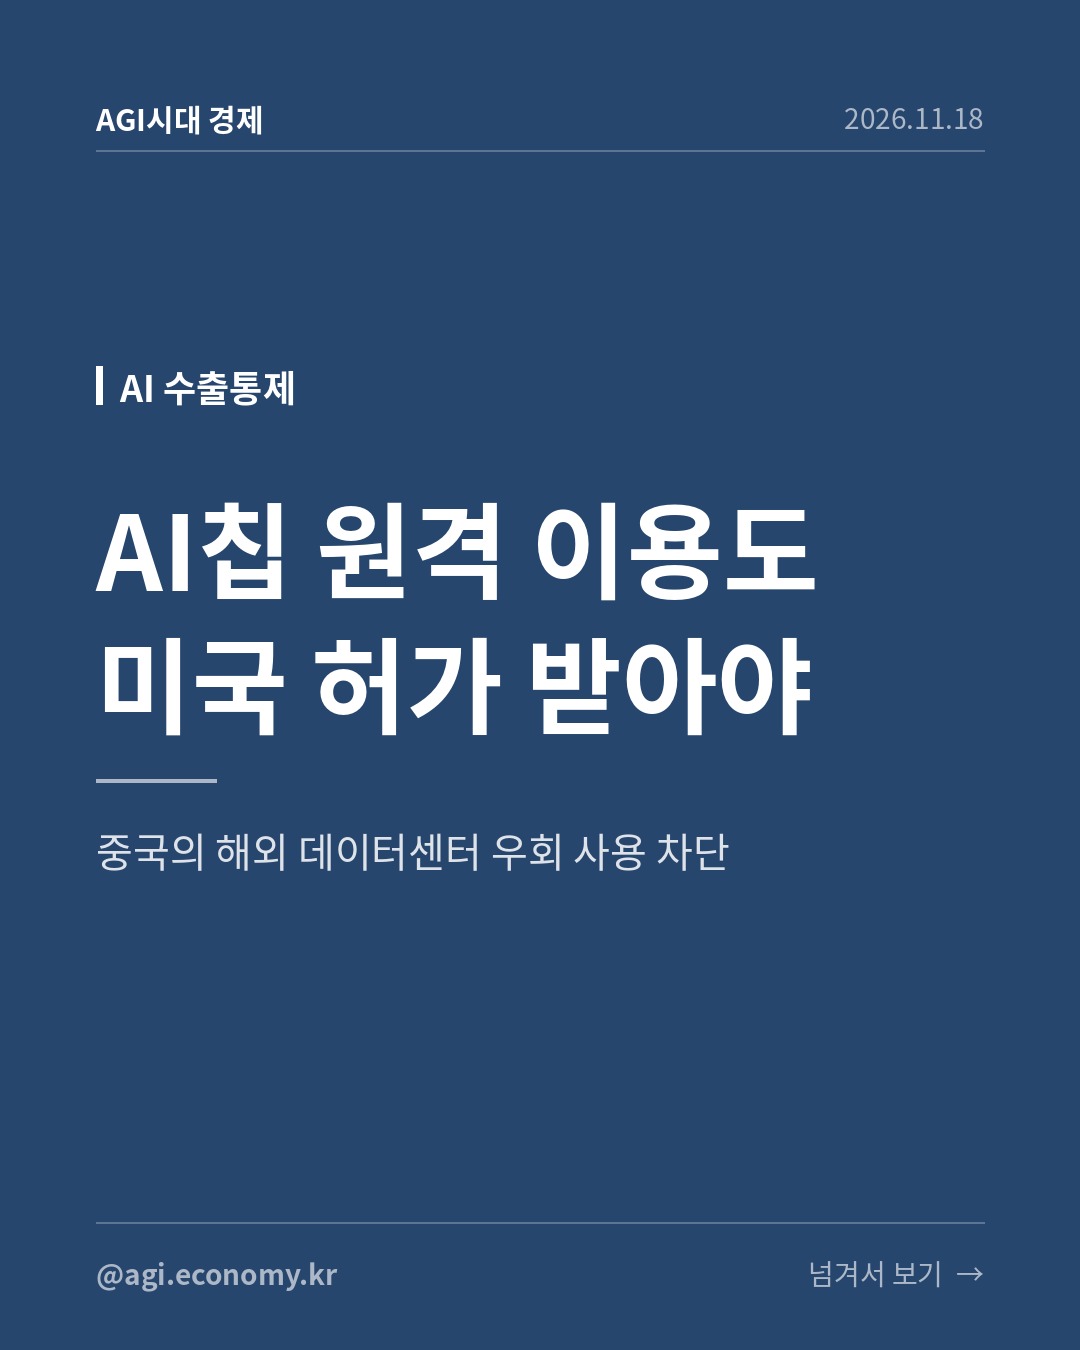 AGI시대 경제
2026.11.18
AI 수출통제
AI칩 원격 이용도
미국 허가 받아야
중국의 해외 데이터센터 우회 사용 차단
@agi.economy.kr
넘겨서 보기 →